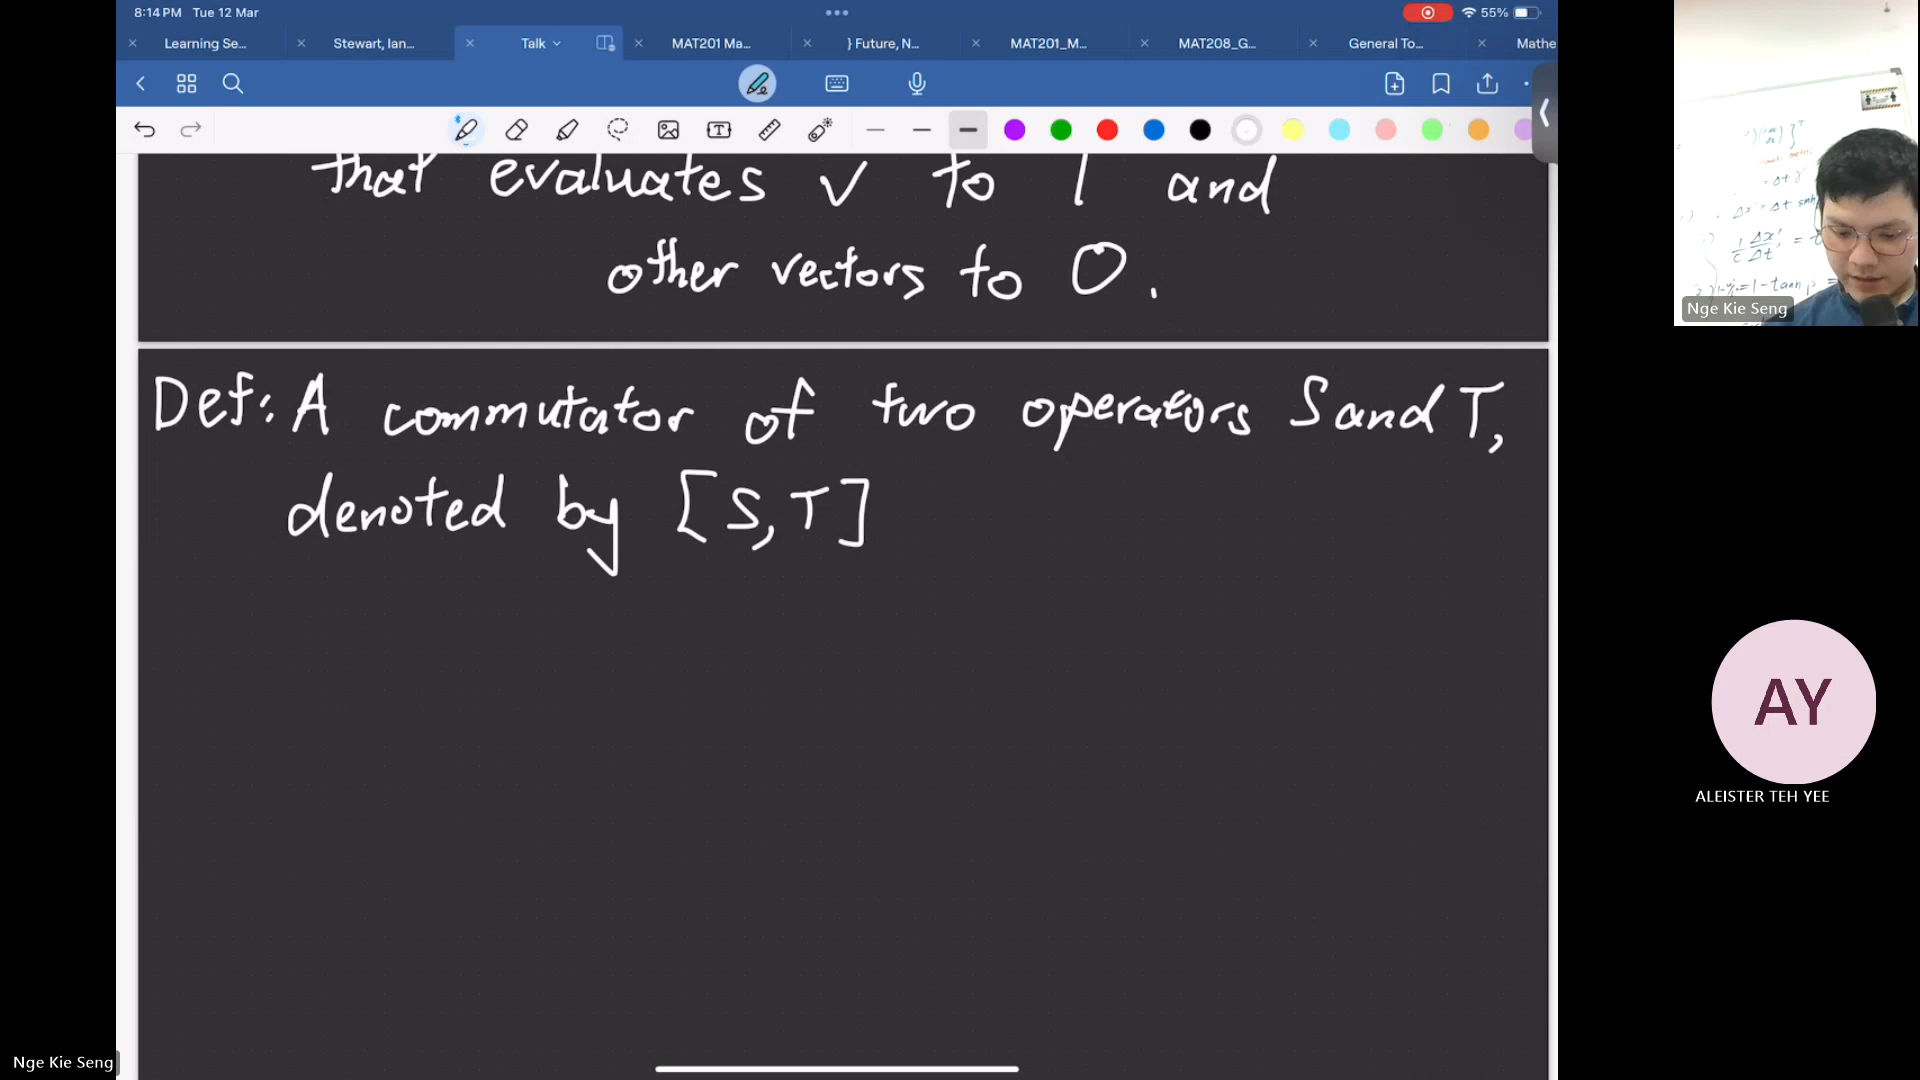 8:14 PM Tue 12 Mar
55%
Learning Se...
Stewart, Ian...
Talk
MAT201 Ma...
} Future, N...
MAT201_M...
MAT208_G...
General To...
Mathe
that evaluates v to 1 and
other vectors to 0.
Def: A commutator of two operators S and T,
denoted by [S,T]
Nge Kie Seng
AY
ALEISTER TEH YEE
Nge Kie Seng